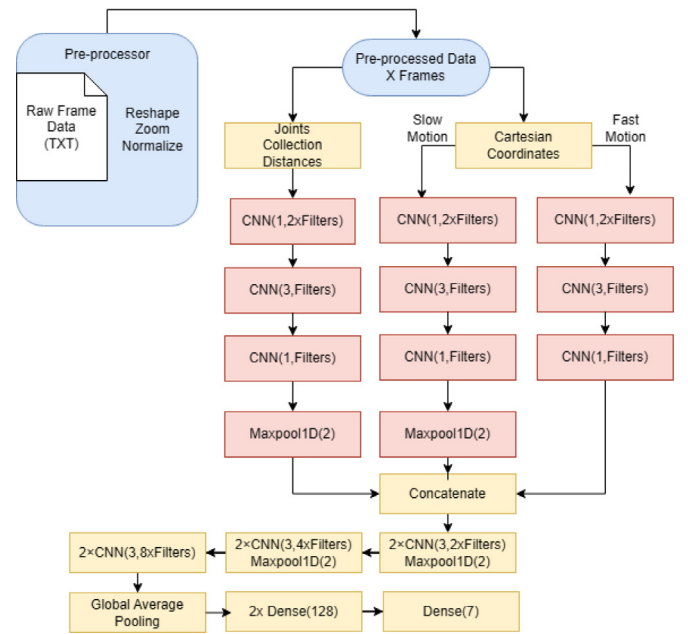 Pre-processor
Raw Frame
Data
(TXT)
Reshape
Zoom
Normalize
Pre-processed Data
X Frames
Joints
Collection
Distances
Slow
Motion
Cartesian
Coordinates
Fast
Motion
CNN(1,2xFilters)
CNN(1,2xFilters)
CNN(1,2xFilters)
CNN(3,Filters)
CNN(3,Filters)
CNN(3,Filters)
CNN(1,Filters)
CNN(1,Filters)
CNN(1,Filters)
Maxpool1D(2)
Maxpool1D(2)
Concatenate
2×CNN(3,8xFilters)
2×CNN(3,4xFilters)
Maxpool1D(2)
2×CNN(3,2xFilters)
Maxpool1D(2)
Global Average
Pooling
2x Dense(128)
Dense(7)